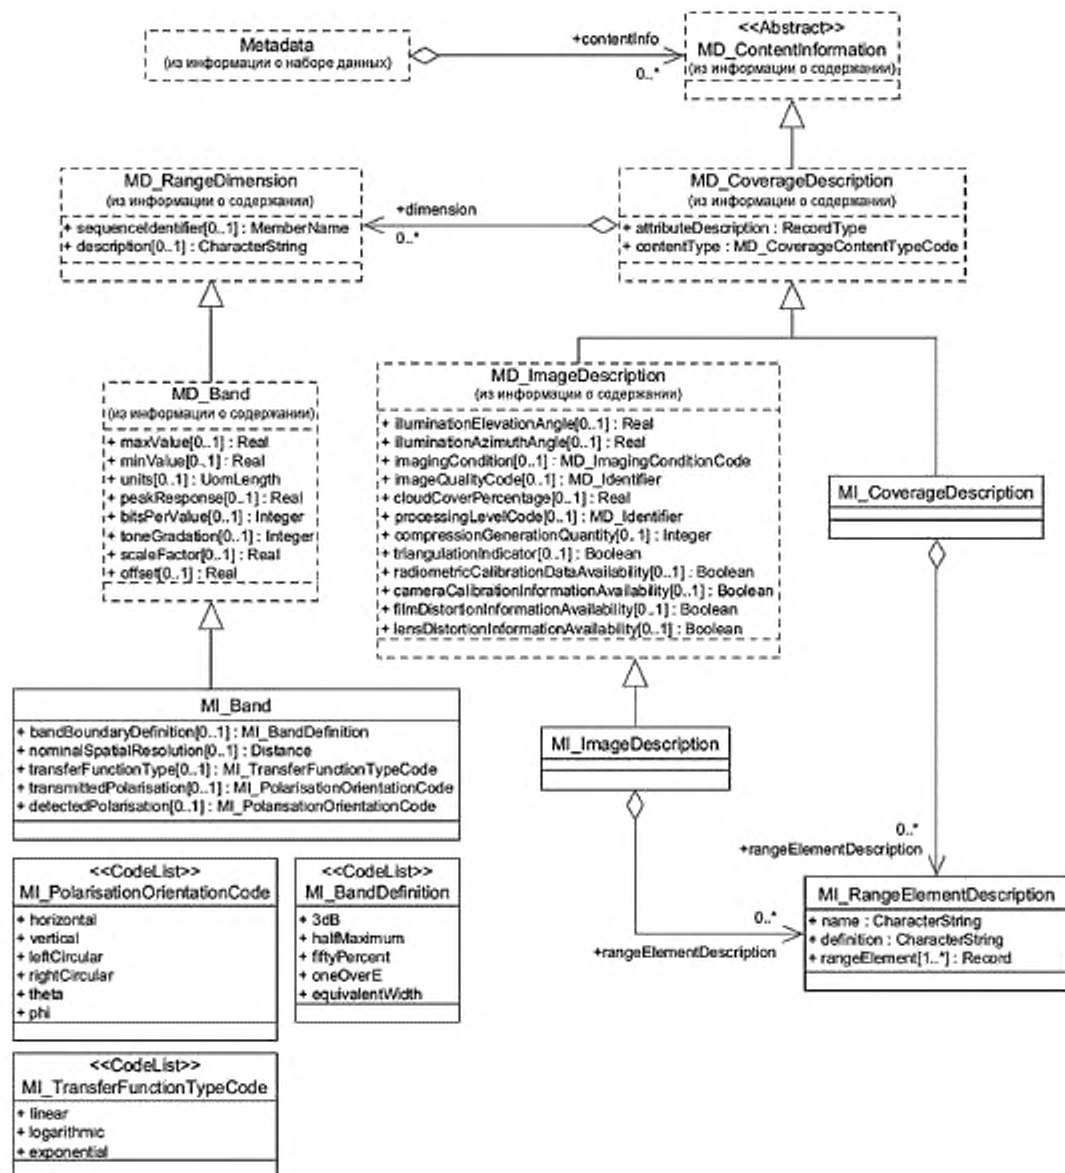 Metadata
(из информации о наборе данных)
+contentInfo
0..*
<<Abstract>>
MD_ContentInformation
(из информации о содержании)
MD_RangeDimension
(из информации о содержании)
+ sequenceIdentifier[0..1] : MemberName
+ description[0..1] : CharacterString
+dimension
0..*
MD_CoverageDescription
(из информации о содержании)
+ attributeDescription : RecordType
+ contentType : MD_CoverageContentTypeCode
MD_Band
(из информации о содержании)
+ maxValue[0..1] : Real
+ minValue[0..1] : Real
+ units[0..1] : UomLength
+ peakResponse[0..1] : Real
+ bitsPerValue[0..1] : Integer
+ toneGradation[0..1] : Integer
+ scaleFactor[0..1] : Real
+ offset[0..1] : Real
MD_ImageDescription
(из информации о содержании)
+ illuminationElevationAngle[0..1] : Real
+ illuminationAzimuthAngle[0..1] : Real
+ imagingCondition[0..1] : MD_ImagingConditionCode
+ imageQualityCode[0..1] : MD_Identifier
+ cloudCoverPercentage[0..1] : Real
+ processingLevelCode[0..1] : MD_Identifier
+ compressionGenerationQuantity[0..1] : Integer
+ triangulationIndicator[0..1] : Boolean
+ radiometricCalibrationDataAvailability[0..1] : Boolean
+ cameraCalibrationInformationAvailability[0..1] : Boolean
+ filmDistortionInformationAvailability[0..1] : Boolean
+ lensDistortionInformationAvailability[0..1] : Boolean
MI_CoverageDescription
MI_Band
+ bandBoundaryDefinition[0..1] : MI_BandDefinition
+ nominalSpatialResolution[0..1] : Distance
+ transferFunctionType[0..1] : MI_TransferFunctionTypeCode
+ transmittedPolarisation[0..1] : MI_PolarisationOrientationCode
+ detectedPolarisation[0..1] : MI_PolarisationOrientationCode
MI_ImageDescription
0..*
+rangeElementDescription
<<CodeList>>
MI_PolarisationOrientationCode
+ horizontal
+ vertical
+ leftCircular
+ rightCircular
+ theta
+ phi
<<CodeList>>
MI_BandDefinition
+ 3dB
+ halfMaximum
+ fiftyPercent
+ oneOverE
+ equivalentWidth
0..*
+rangeElementDescription
MI_RangeElementDescription
+ name : CharacterString
+ definition : CharacterString
+ rangeElement[1..*] : Record
<<CodeList>>
MI_TransferFunctionTypeCode
+ linear
+ logarithmic
+ exponential